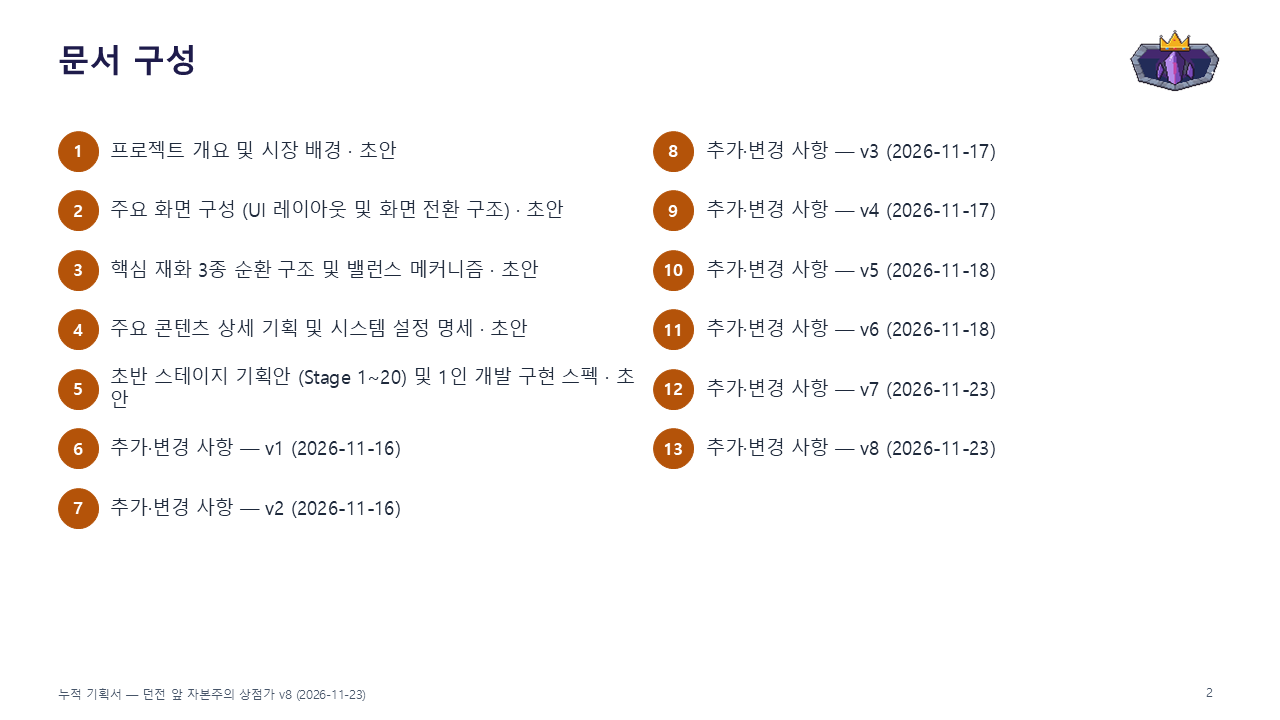 문서 구성
1 프로젝트 개요 및 시장 배경 · 초안
2 주요 화면 구성 (UI 레이아웃 및 화면 전환 구조) · 초안
3 핵심 재화 3종 순환 구조 및 밸런스 메커니즘 · 초안
4 주요 콘텐츠 상세 기획 및 시스템 설정 명세 · 초안
5 초반 스테이지 기획안 (Stage 1~20) 및 1인 개발 구현 스펙 · 초
안
6 추가·변경 사항 — v1 (2026-11-16)
7 추가·변경 사항 — v2 (2026-11-16)
8 추가·변경 사항 — v3 (2026-11-17)
9 추가·변경 사항 — v4 (2026-11-17)
10 추가·변경 사항 — v5 (2026-11-18)
11 추가·변경 사항 — v6 (2026-11-18)
12 추가·변경 사항 — v7 (2026-11-23)
13 추가·변경 사항 — v8 (2026-11-23)
누적 기획서 — 던전 앞 자본주의 상점가 v8 (2026-11-23)
2